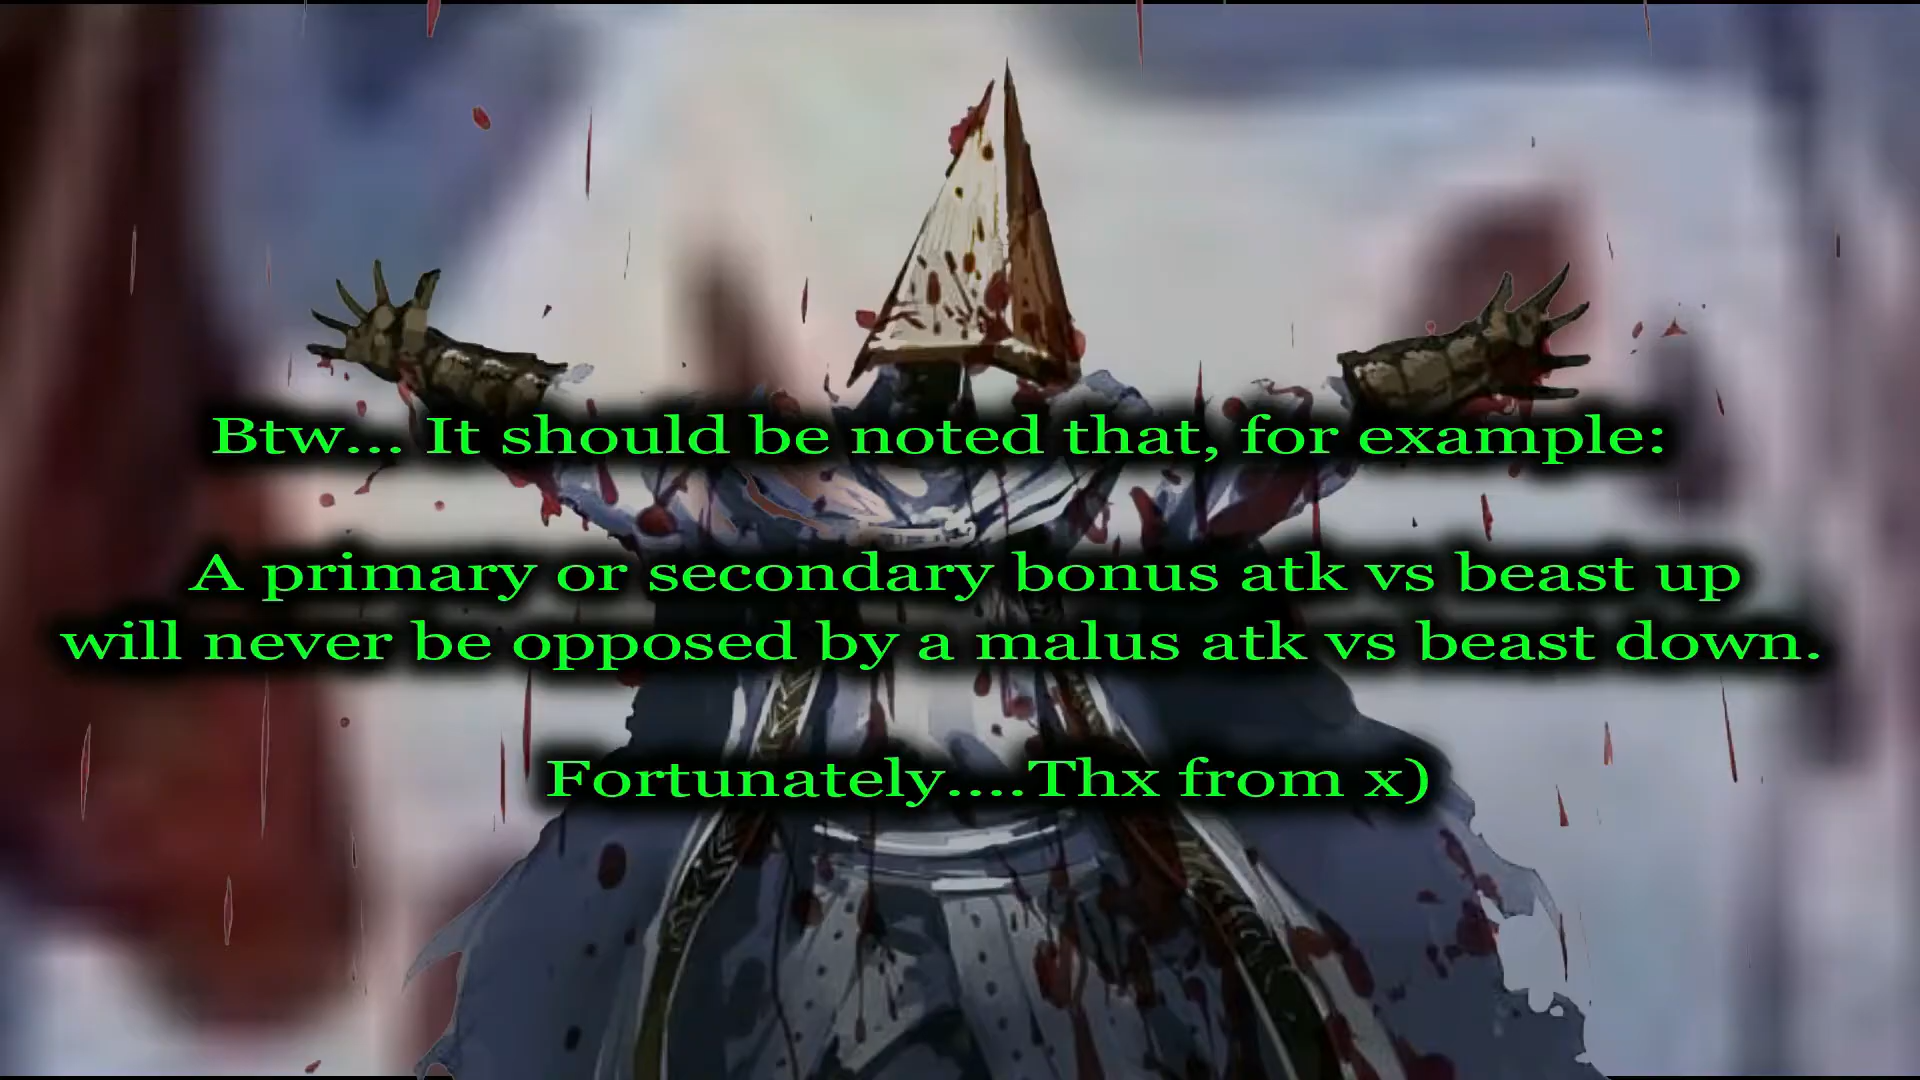 Btw... It should be noted that, for example:
A primary or secondary bonus atk vs beast up
will never be opposed by a malus atk vs beast down.
Fortunately....Thx from x)